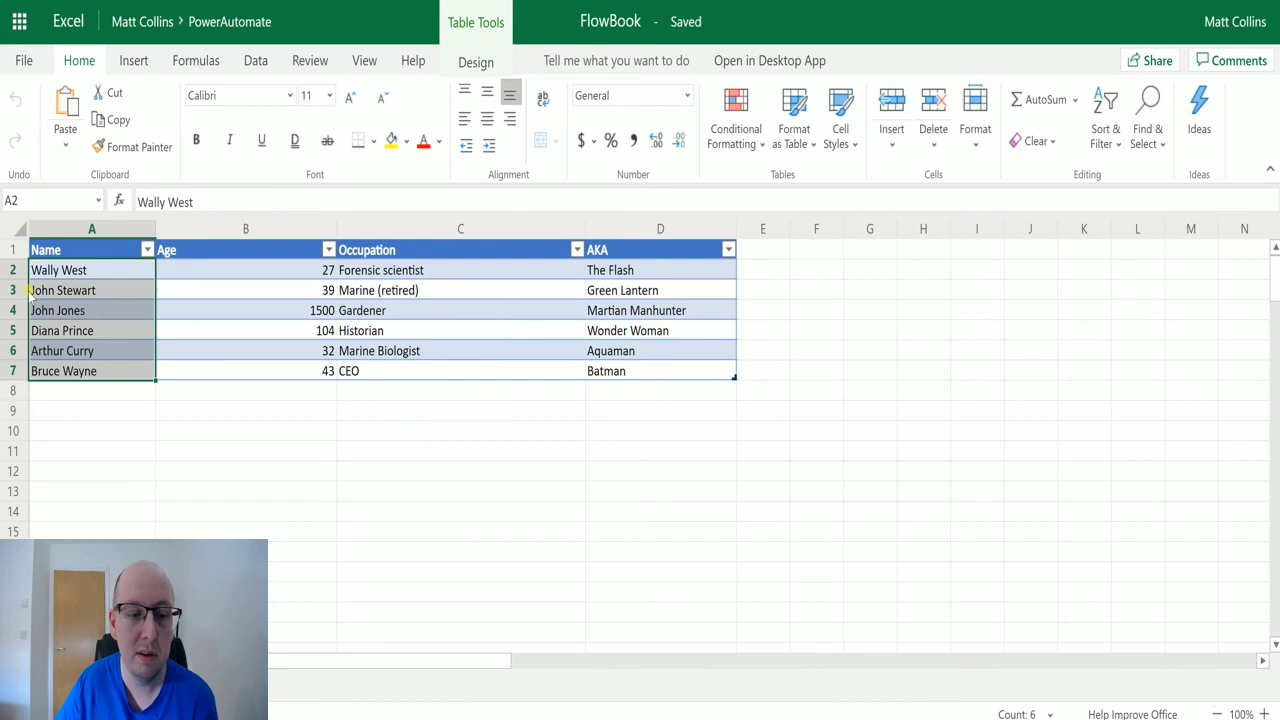 Excel Matt Collins > PowerAutomate Table Tools FlowBook - Saved Matt Collins
File Home Insert Formulas Data Review View Help Design Tell me what you want to do Open in Desktop App Share Comments
Paste Cut Calibri 11 General $ % , Conditional Formatting Format as Table Cell Styles Insert Delete Format AutoSum Sort & Filter Find & Select Ideas
Copy
Format Painter B I U D ab A Clear
Undo Clipboard Font Alignment Number Tables Cells Editing Ideas
A2 fx Wally West
A B C D E F G H I J K L M N
1 Name Age Occupation AKA
2 Wally West 27 Forensic scientist The Flash
3 John Stewart 39 Marine (retired) Green Lantern
4 John Jones 1500 Gardener Martian Manhunter
5 Diana Prince 104 Historian Wonder Woman
6 Arthur Curry 32 Marine Biologist Aquaman
7 Bruce Wayne 43 CEO Batman
8
9
10
11
12
13
14
15
Count: 6 Help Improve Office 100%